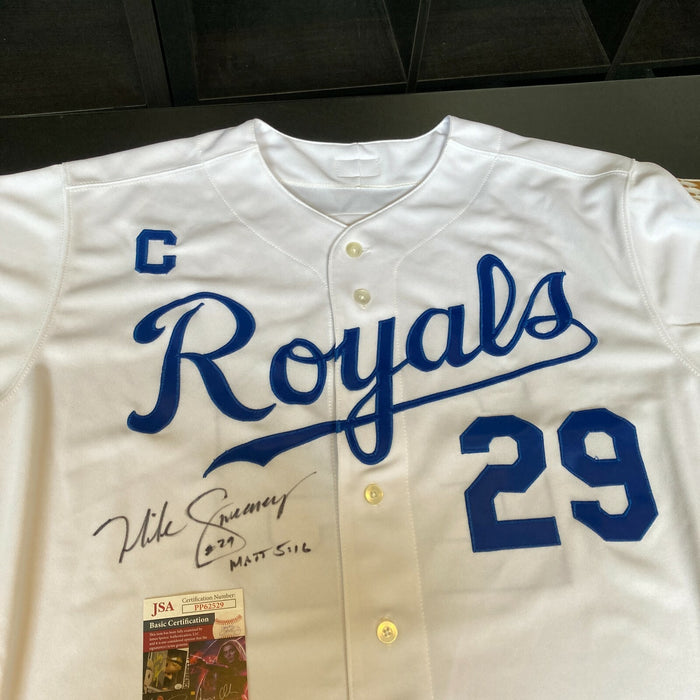 C
Royals
29
Mike Sweeney
#29
MATT 5:16
JSA Certification Number:
PP62529
Basic Certification